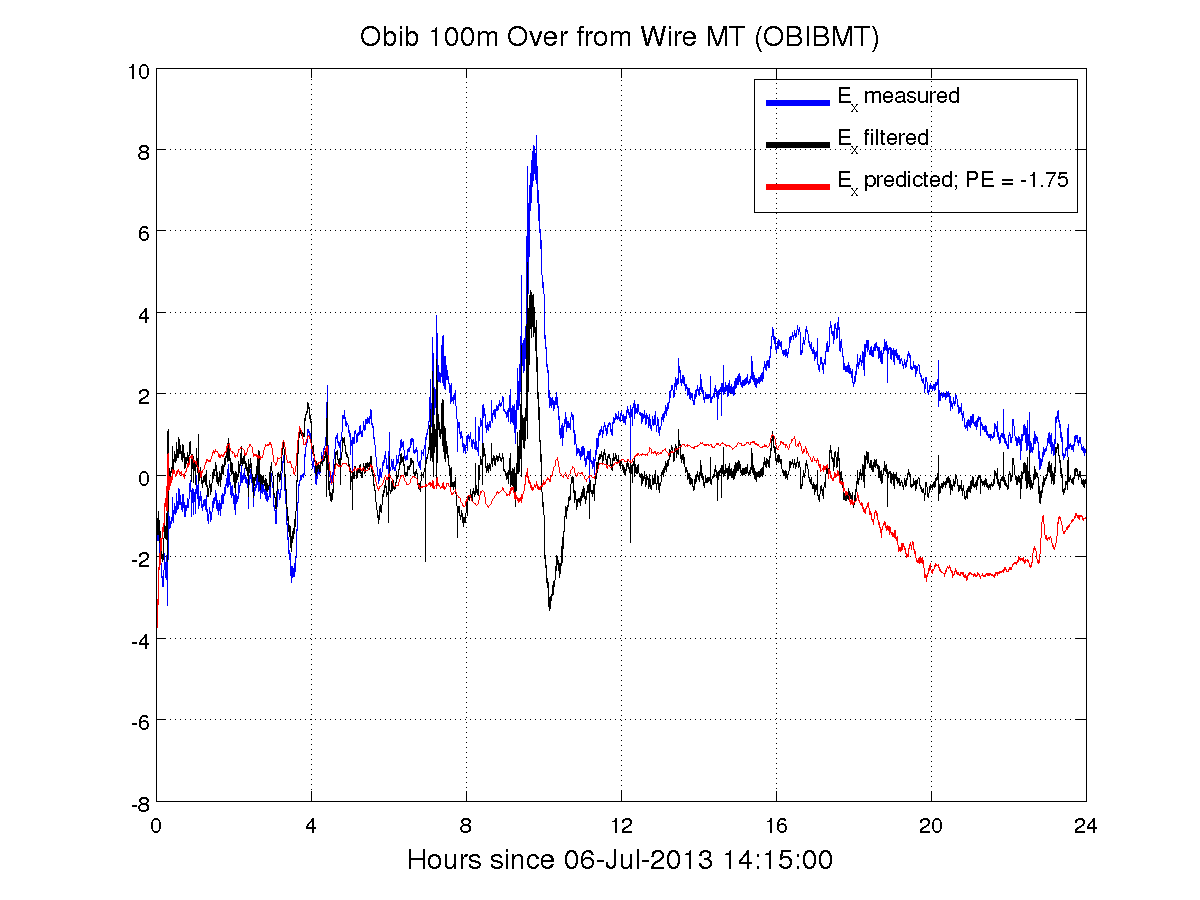 Obib 100m Over from Wire MT (OBIBMT)
10
8
6
4
2
0
-2
-4
-6
-8
Ex measured
Ex filtered
Ex predicted; PE = -1.75
0 4 8 12 16 20 24
Hours since 06-Jul-2013 14:15:00